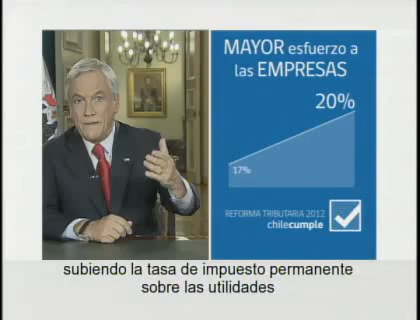 MAYOR esfuerzo a
las EMPRESAS
20%
17%
REFORMA TRIBUTARIA 2012
chilecumple
subiendo la tasa de impuesto permanente
sobre las utilidades